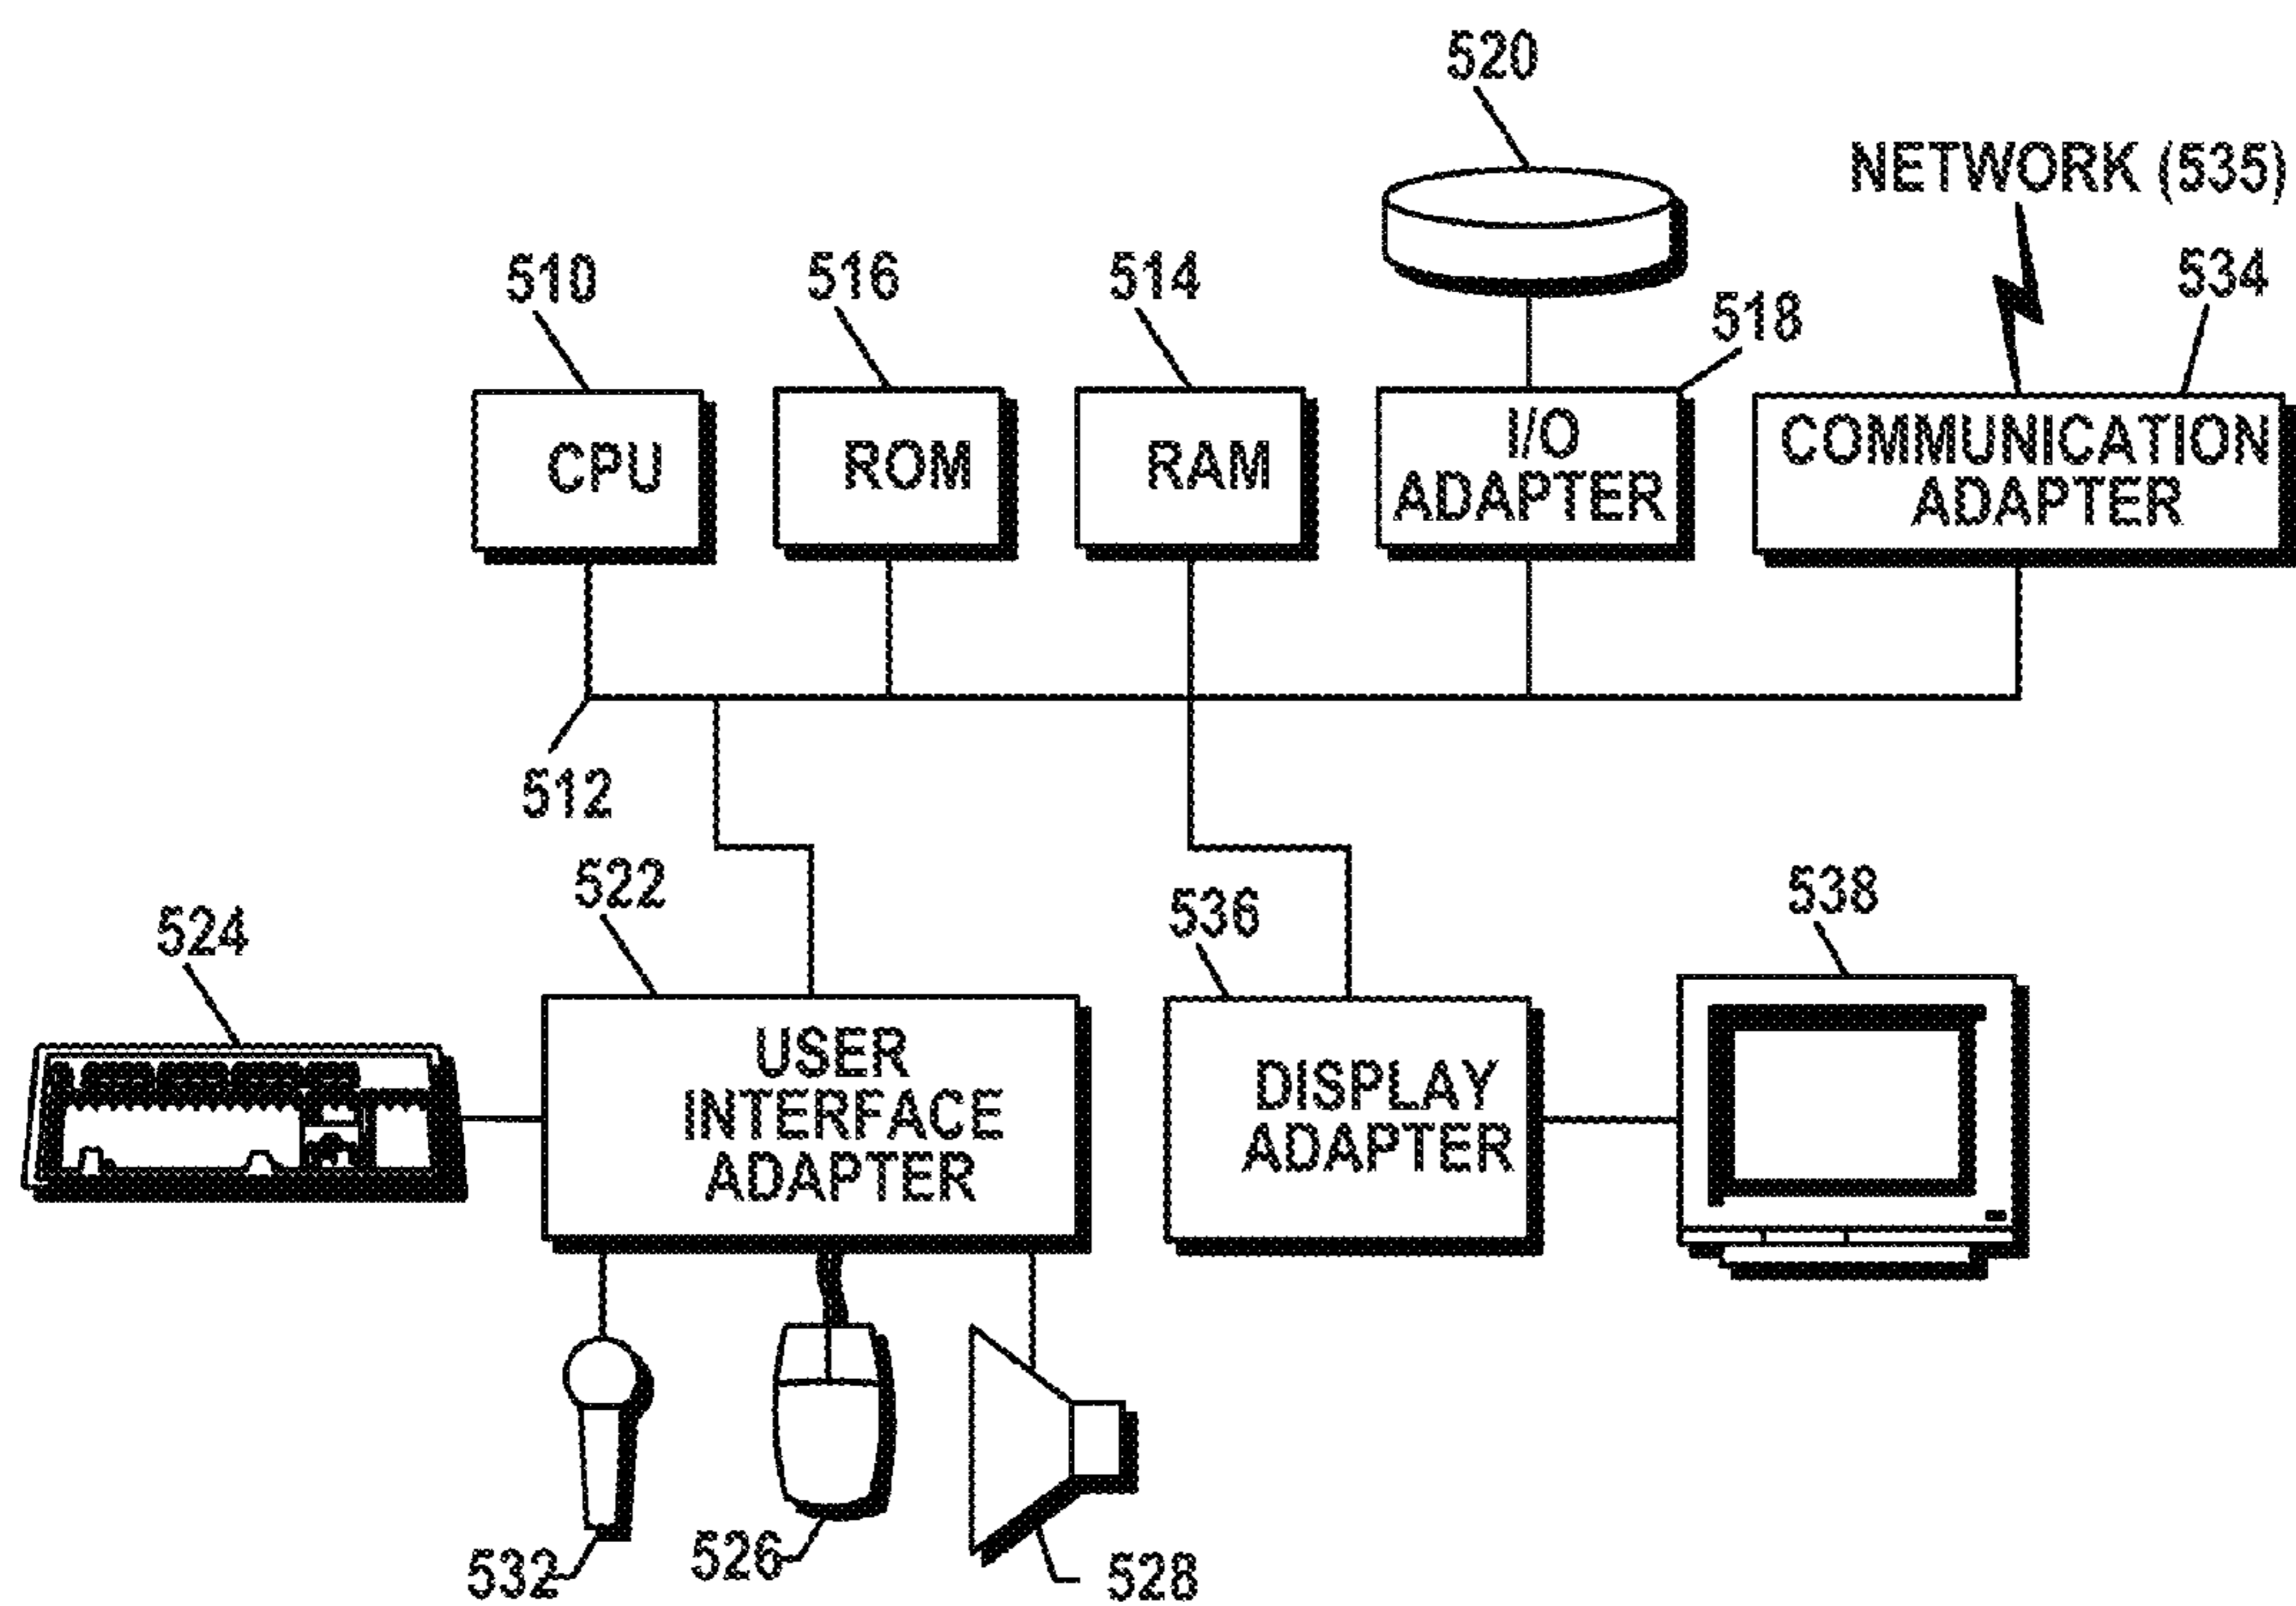 520
NETWORK (535)
510
516
514
518
534
CPU
ROM
RAM
I/O
ADAPTER
COMMUNICATION
ADAPTER
512
522
524
536
538
USER
INTERFACE
ADAPTER
DISPLAY
ADAPTER
532
526
528